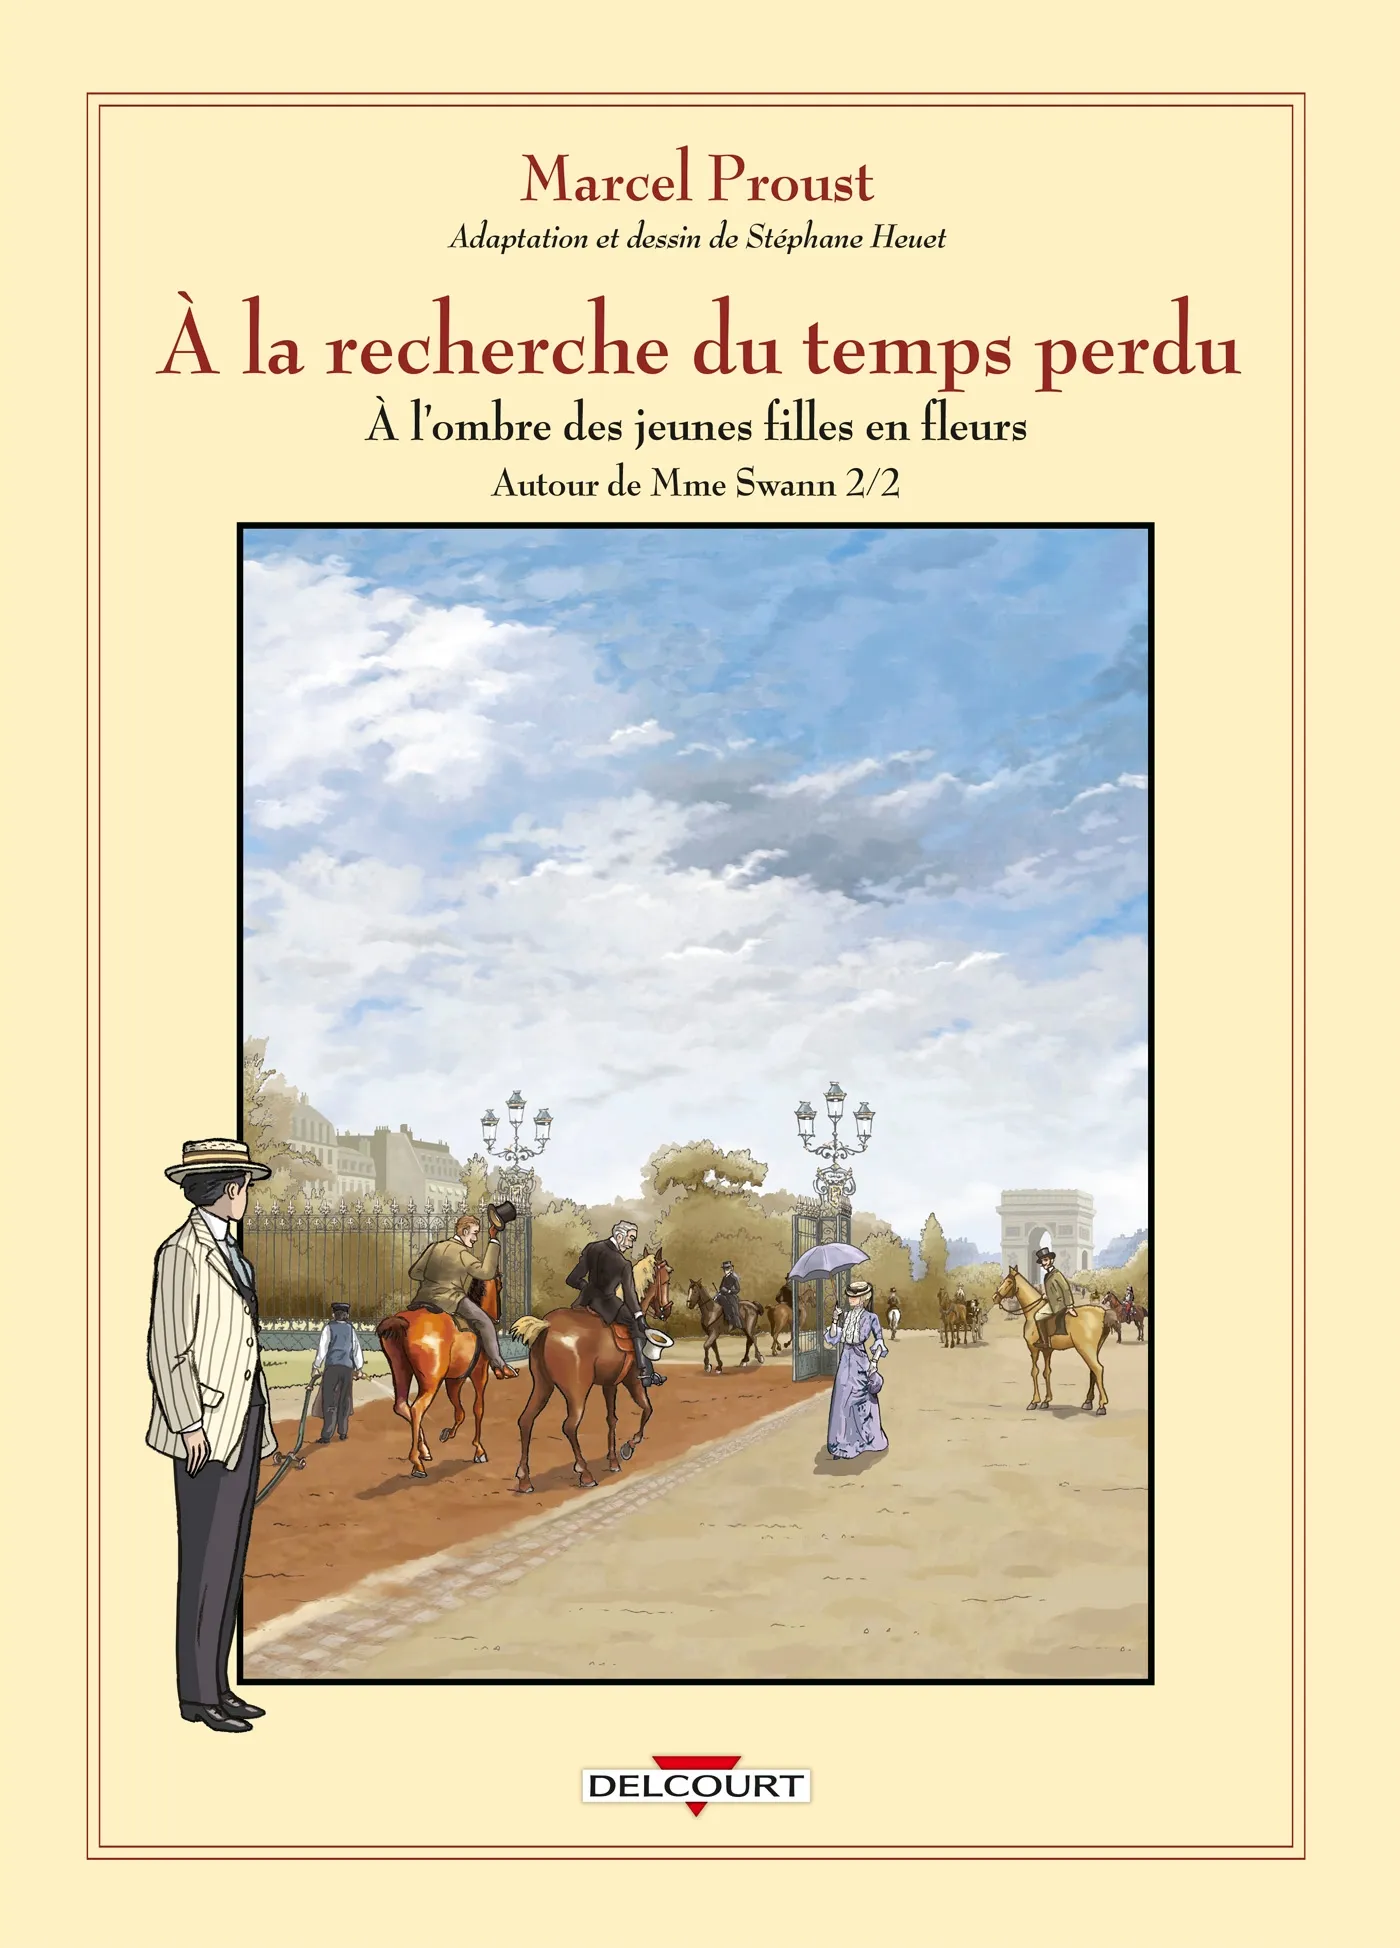 Marcel Proust
Adaptation et dessin de Stéphane Heuet
À la recherche du temps perdu
À l'ombre des jeunes filles en fleurs
Autour de Mme Swann 2/2
DELCOURT